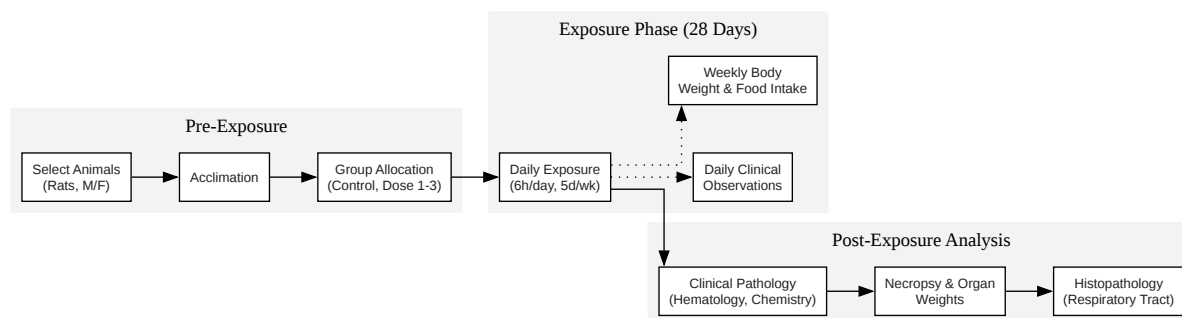 Exposure Phase (28 Days)
Weekly Body
Weight & Food Intake
Pre-Exposure
Select Animals
(Rats, M/F)
Acclimation
Group Allocation
(Control, Dose 1-3)
Daily Exposure
(6h/day, 5d/wk)
Daily Clinical
Observations
Post-Exposure Analysis
Clinical Pathology
(Hematology, Chemistry)
Necropsy & Organ
Weights
Histopathology
(Respiratory Tract)